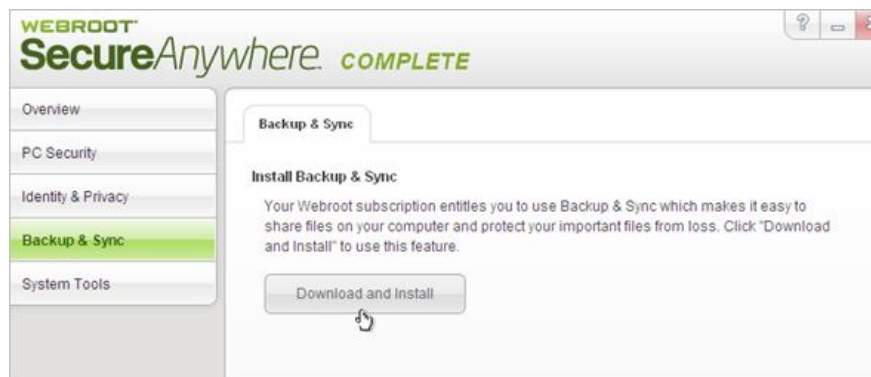 WEBROOT
SecureAnywhere. COMPLETE
?
Overview
PC Security
Identity & Privacy
Backup & Sync
System Tools
Backup & Sync
Install Backup & Sync
Your Webroot subscription entitles you to use Backup & Sync which makes it easy to
share files on your computer and protect your important files from loss. Click "Download
and Install" to use this feature.
Download and Install